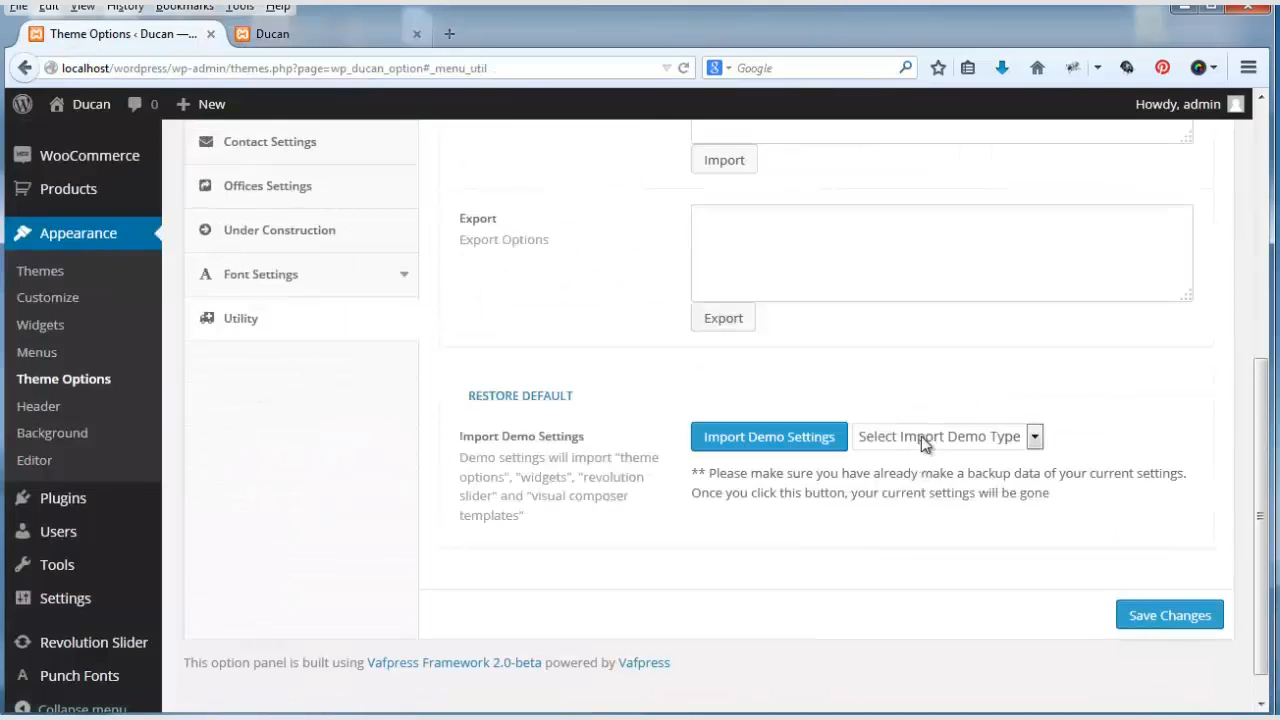 File Edit View History Bookmarks Tools Help
Theme Options ‹ Ducan —... × Ducan × +
localhost/wordpress/wp-admin/themes.php?page=wp_ducan_option#_menu_util
Google
Ducan 0 + New Howdy, admin
WooCommerce
Products
Appearance
Themes
Customize
Widgets
Menus
Theme Options
Header
Background
Editor
Plugins
Users
Tools
Settings
Revolution Slider
Punch Fonts
Collapse menu
Contact Settings
Offices Settings
Under Construction
Font Settings
Utility
Import
Export
Export Options
Export
RESTORE DEFAULT
Import Demo Settings
Demo settings will import "theme
options", "widgets", "revolution
slider" and "visual composer
templates"
Import Demo Settings Select Import Demo Type
** Please make sure you have already make a backup data of your current settings.
Once you click this button, your current settings will be gone
Save Changes
This option panel is built using Vafpress Framework 2.0-beta powered by Vafpress